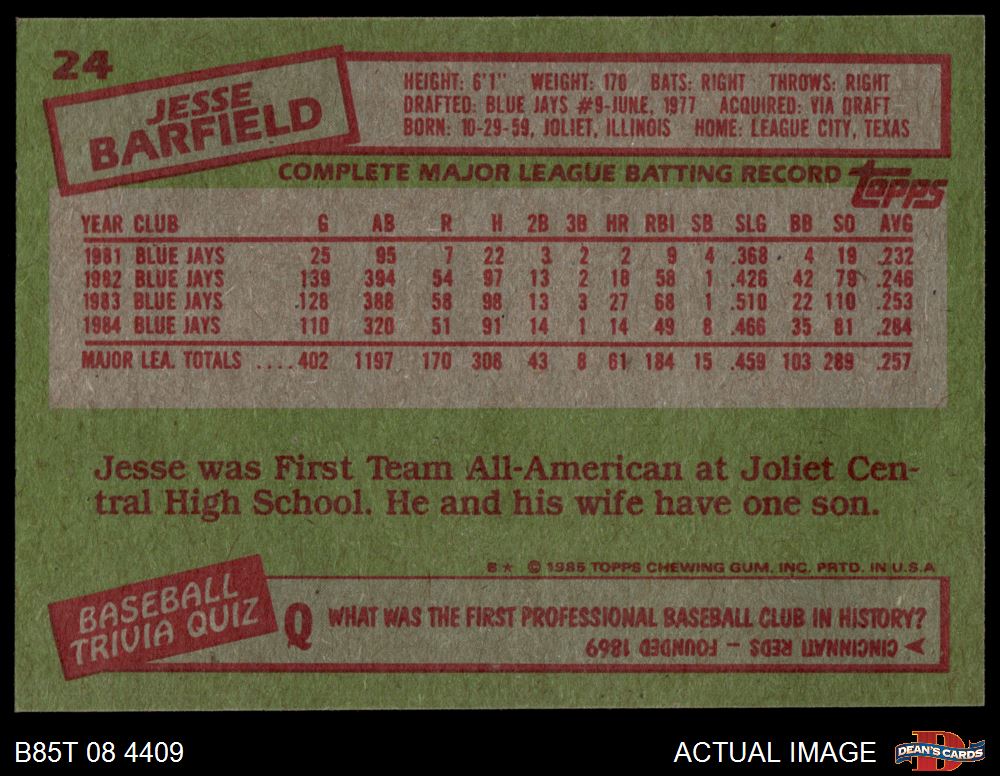 24
JESSE
BARFIELD
HEIGHT: 6'1" WEIGHT: 170 BATS: RIGHT THROWS: RIGHT
DRAFTED: BLUE JAYS #9-JUNE, 1977 ACQUIRED: VIA DRAFT
BORN: 10-29-59, JOLIET, ILLINOIS HOME: LEAGUE CITY, TEXAS
COMPLETE MAJOR LEAGUE BATTING RECORD topps
YEAR CLUB G AB R H 2B 3B HR RBI SB SLG BB SO AVG
1981 BLUE JAYS 25 95 7 22 3 2 2 9 4 .368 4 19 .232
1982 BLUE JAYS 139 394 54 97 13 2 18 58 1 .426 42 79 .246
1983 BLUE JAYS 128 388 58 98 13 3 27 68 1 .510 22 110 .253
1984 BLUE JAYS 110 320 51 91 14 1 14 49 8 .466 35 81 .284
MAJOR LEA. TOTALS ....402 1197 170 308 43 8 61 184 15 .459 103 289 .257
Jesse was First Team All-American at Joliet Cen-
tral High School. He and his wife have one son.
B★ © 1985 TOPPS CHEWING GUM, INC. PRTD. IN U.S.A
BASEBALL
TRIVIA QUIZ
Q WHAT WAS THE FIRST PROFESSIONAL BASEBALL CLUB IN HISTORY?
CINCINNATI REDS – FOUNDED 1869
B85T 08 4409
ACTUAL IMAGE
DEAN'S CARDS